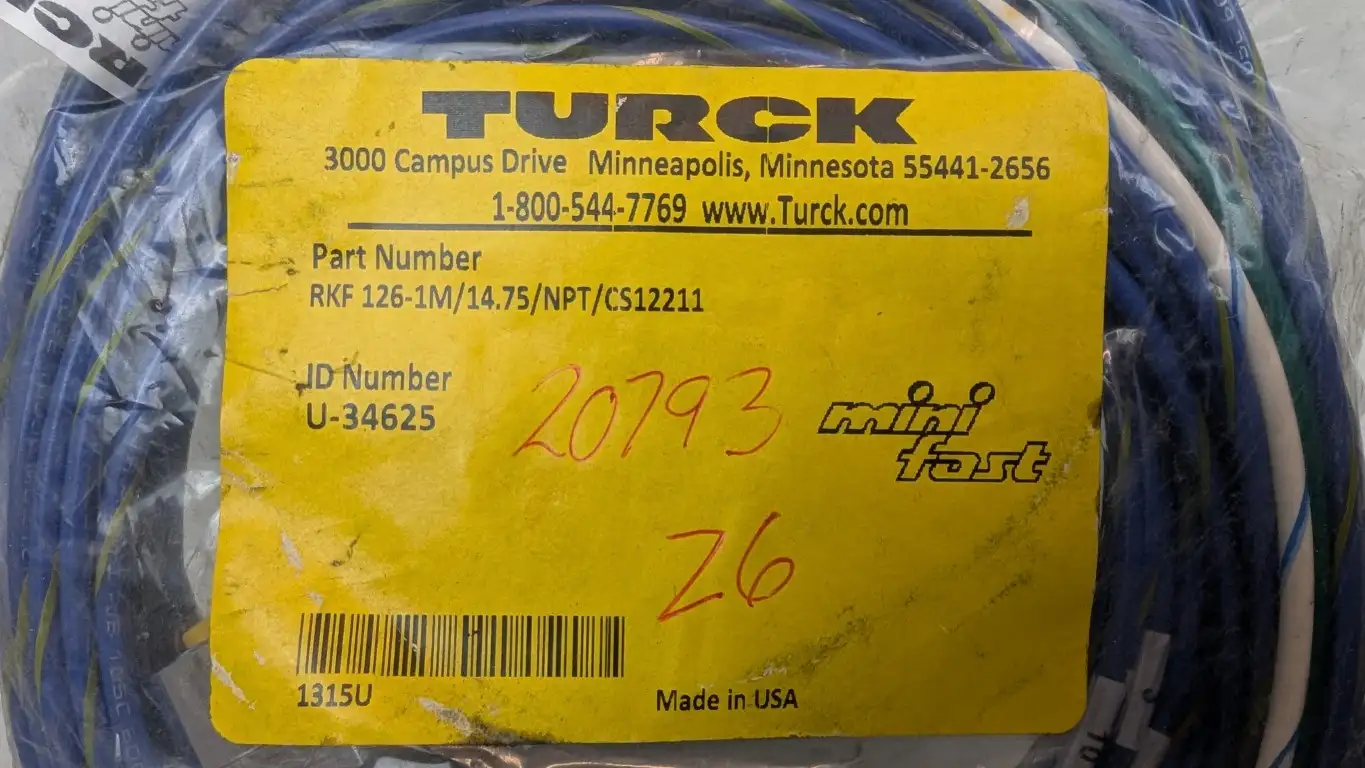 TURCK
3000 Campus Drive Minneapolis, Minnesota 55441-2656
1-800-544-7769 www.Turck.com
Part Number
RKF 126-1M/14.75/NPT/CS12211
ID Number
U-34625
20793
mini
fast
Z6
1315U
Made in USA
105C